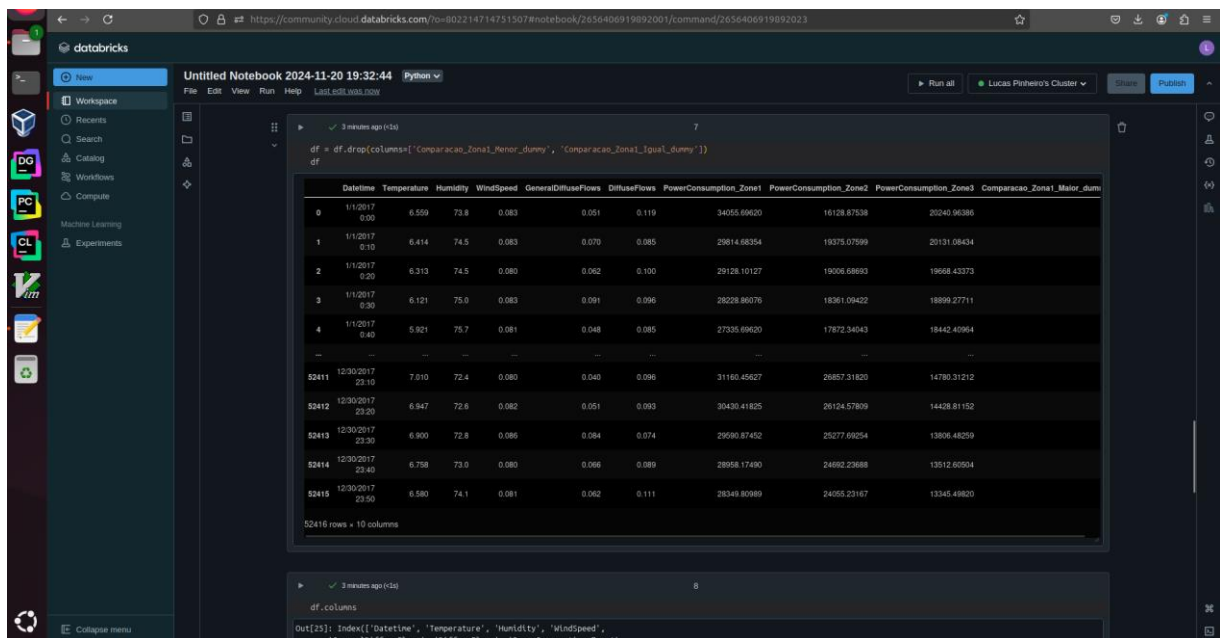 https://community.cloud.databricks.com/?o=802214714751507#notebook/2656406919892001/command/2656406919892023
1
databricks
L
New
Workspace
Recents
Search
Catalog
Workflows
Compute
Machine Learning
Experiments
Collapse menu
Untitled Notebook 2024-11-20 19:32:44 Python
File Edit View Run Help Last edit was now
Run all Lucas Pinheiro's Cluster Share Publish
3 minutes ago (<1s) 7
df = df.drop(columns=['Comparacao_Zona1_Menor_dummy', 'Comparacao_Zona1_Igual_dummy'])
df
Datetime Temperature Humidity WindSpeed GeneralDiffuseFlows DiffuseFlows PowerConsumption_Zone1 PowerConsumption_Zone2 PowerConsumption_Zone3 Comparacao_Zona1_Maior_dum
0 1/1/2017 0:00 6.559 73.8 0.083 0.051 0.119 34055.69620 16128.87538 20240.96386
1 1/1/2017 0:10 6.414 74.5 0.083 0.070 0.085 29814.68354 19375.07599 20131.08434
2 1/1/2017 0:20 6.313 74.5 0.080 0.062 0.100 29128.10127 19006.68693 19668.43373
3 1/1/2017 0:30 6.121 75.0 0.083 0.091 0.096 28228.86076 18361.09422 18899.27711
4 1/1/2017 0:40 5.921 75.7 0.081 0.048 0.085 27335.69620 17872.34043 18442.40964
... ... ... ... ... ... ... ... ... ...
52411 12/30/2017 23:10 7.010 72.4 0.080 0.040 0.096 31160.45627 26857.31820 14780.31212
52412 12/30/2017 23:20 6.947 72.6 0.082 0.051 0.093 30430.41825 26124.57809 14428.81152
52413 12/30/2017 23:30 6.900 72.8 0.086 0.084 0.074 29590.87452 25277.69254 13806.48259
52414 12/30/2017 23:40 6.758 73.0 0.080 0.066 0.089 28958.17490 24692.23688 13512.60504
52415 12/30/2017 23:50 6.580 74.1 0.081 0.062 0.111 28349.80989 24055.23167 13345.49820
52416 rows × 10 columns
3 minutes ago (<1s) 8
df.columns
Out[25]: Index(['Datetime', 'Temperature', 'Humidity', 'WindSpeed',
DG
PC
CL
Vim